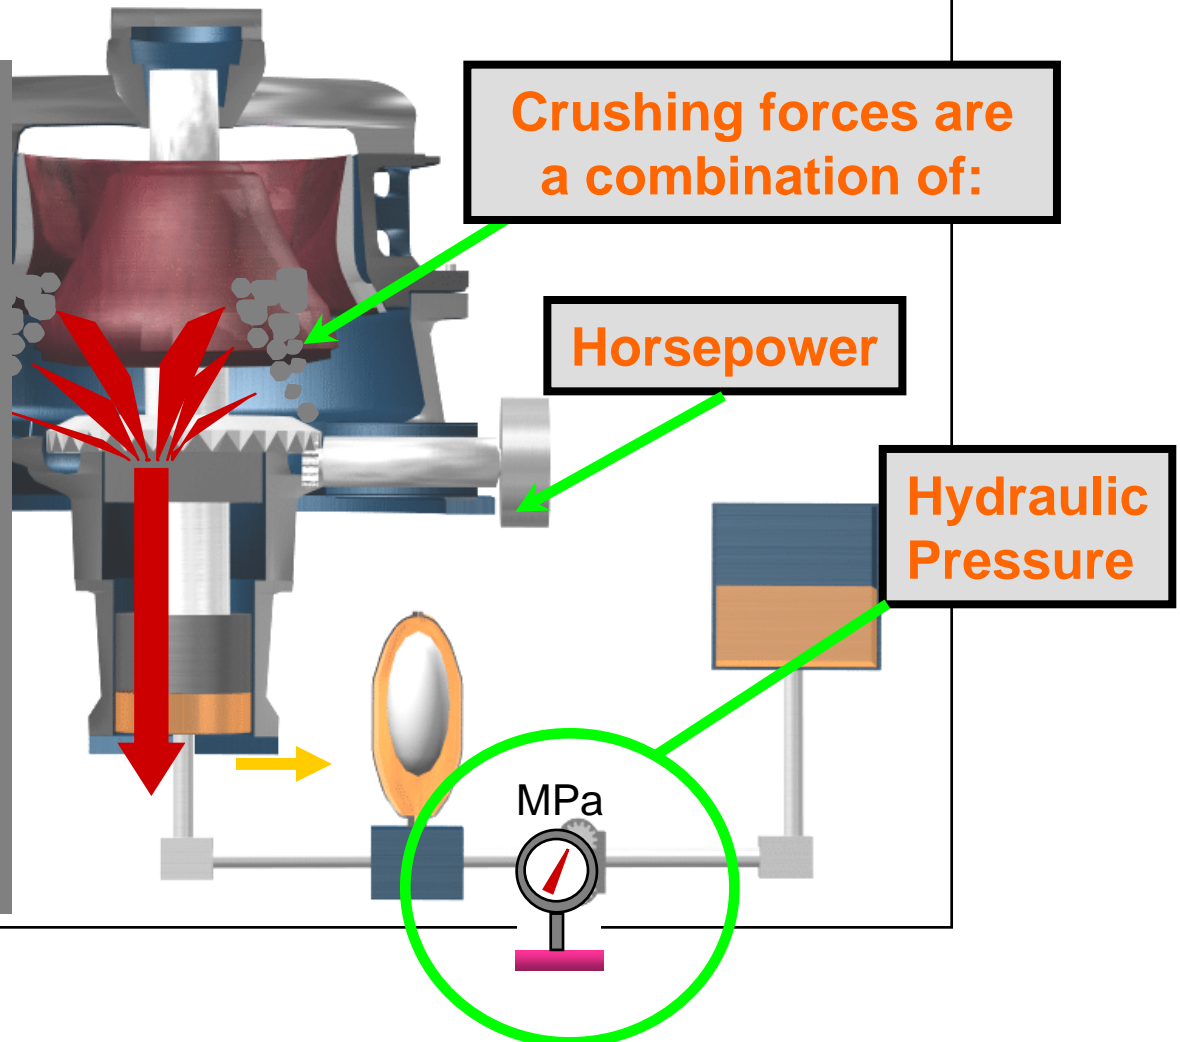 Crushing forces are
a combination of:
Horsepower
Hydraulic
Pressure
MPa